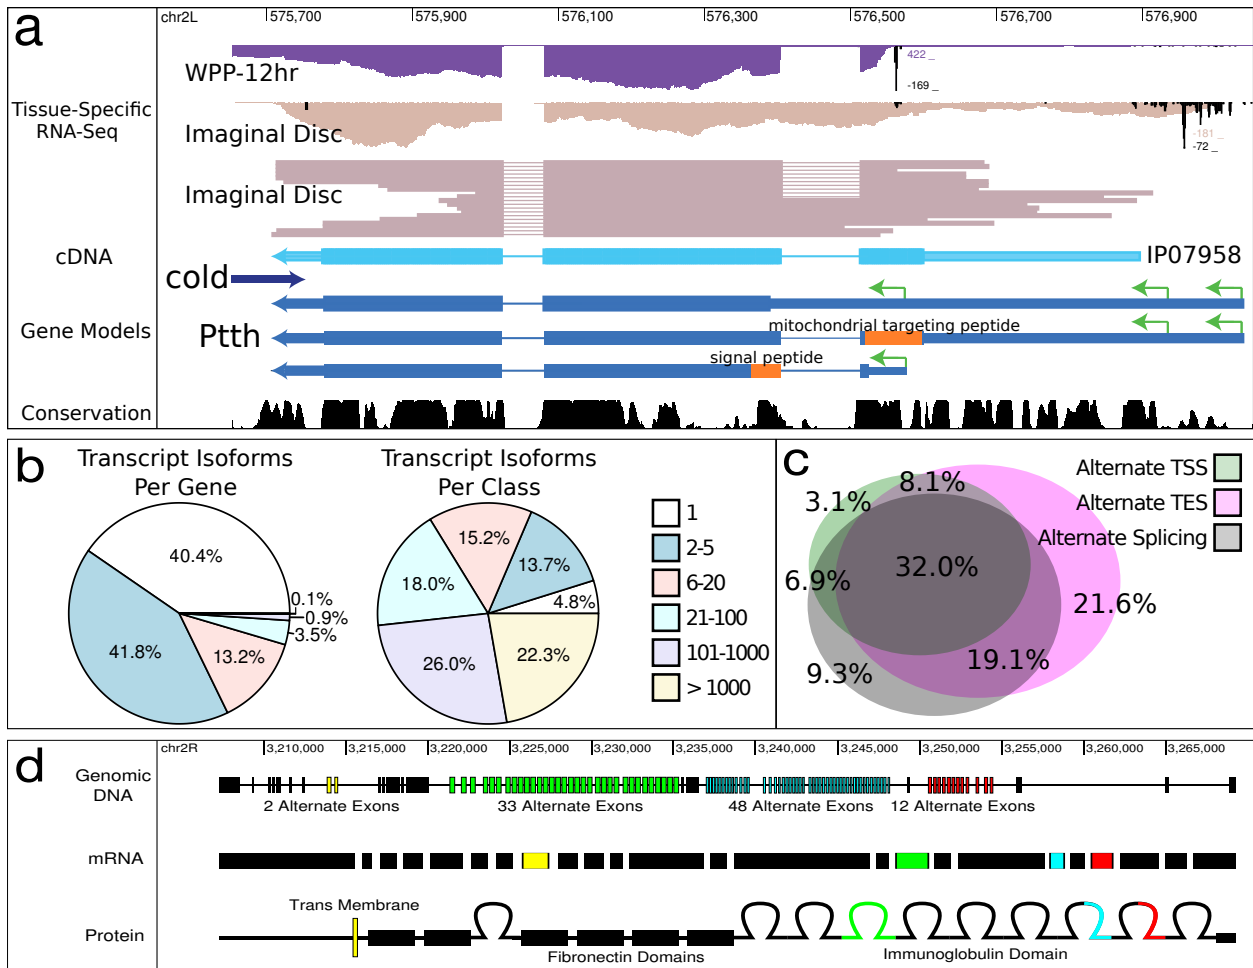 a
chr2L
575,700
575,900
576,100
576,300
576,500
576,700
576,900
WPP-12hr
422
-169
Tissue-Specific
RNA-Seq
Imaginal Disc
-181
-72
Imaginal Disc
cDNA
IP07958
cold
Gene Models
Ptth
mitochondrial targeting peptide
signal peptide
Conservation
b
Transcript Isoforms
Per Gene
40.4%
41.8%
13.2%
3.5%
0.9%
0.1%
Transcript Isoforms
Per Class
15.2%
13.7%
4.8%
18.0%
26.0%
22.3%
1
2-5
6-20
21-100
101-1000
> 1000
c
Alternate TSS
Alternate TES
Alternate Splicing
8.1%
3.1%
32.0%
6.9%
21.6%
19.1%
9.3%
d
chr2R
3,210,000
3,215,000
3,220,000
3,225,000
3,230,000
3,235,000
3,240,000
3,245,000
3,250,000
3,255,000
3,260,000
3,265,000
Genomic
DNA
2 Alternate Exons
33 Alternate Exons
48 Alternate Exons
12 Alternate Exons
mRNA
Trans Membrane
Protein
Fibronectin Domains
Immunoglobulin Domain